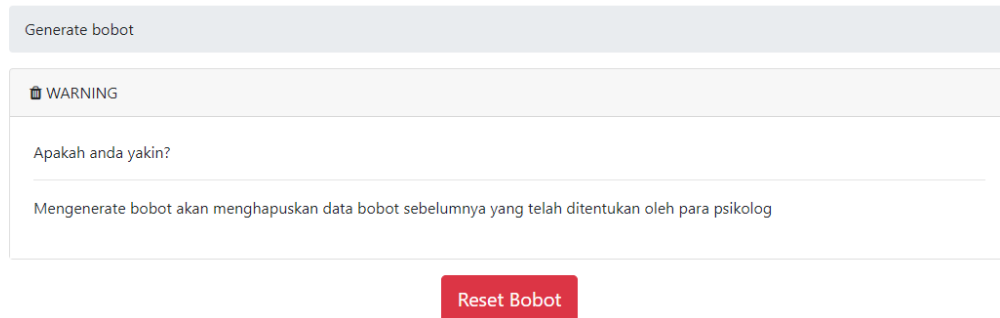 Generate bobot
WARNING
Apakah anda yakin?
Mengenerate bobot akan menghapuskan data bobot sebelumnya yang telah ditentukan oleh para psikolog
Reset Bobot